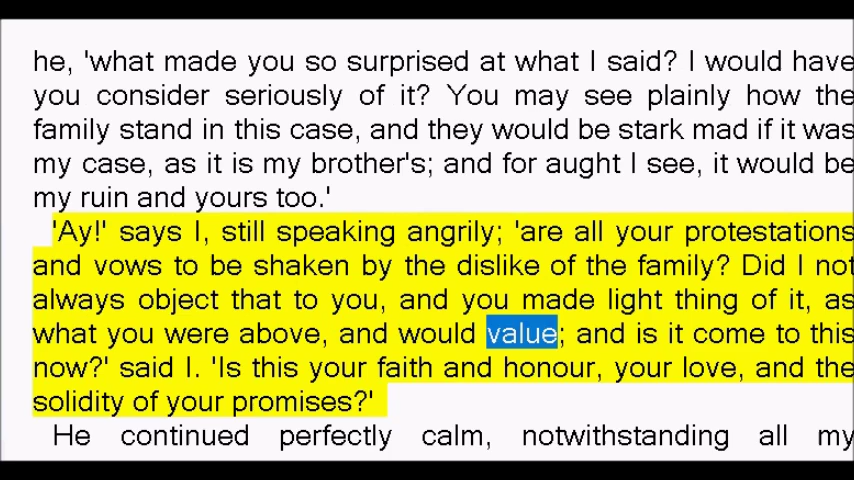 he, 'what made you so surprised at what I said? I would have
you consider seriously of it? You may see plainly how the
family stand in this case, and they would be stark mad if it was
my case, as it is my brother's; and for aught I see, it would be
my ruin and yours too.'
'Ay!' says I, still speaking angrily; 'are all your protestations
and vows to be shaken by the dislike of the family? Did I not
always object that to you, and you made light thing of it, as
what you were above, and would value; and is it come to this
now?' said I. 'Is this your faith and honour, your love, and the
solidity of your promises?'
He continued perfectly calm, notwithstanding all my